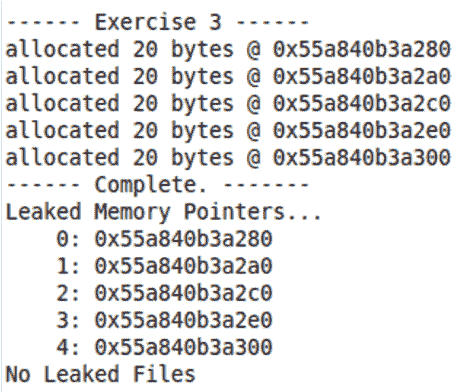 ------ Exercise 3 ------
allocated 20 bytes @ 0x55a840b3a280
allocated 20 bytes @ 0x55a840b3a2a0
allocated 20 bytes @ 0x55a840b3a2c0
allocated 20 bytes @ 0x55a840b3a2e0
allocated 20 bytes @ 0x55a840b3a300
------ Complete. -------
Leaked Memory Pointers...
    0: 0x55a840b3a280
    1: 0x55a840b3a2a0
    2: 0x55a840b3a2c0
    3: 0x55a840b3a2e0
    4: 0x55a840b3a300
No Leaked Files